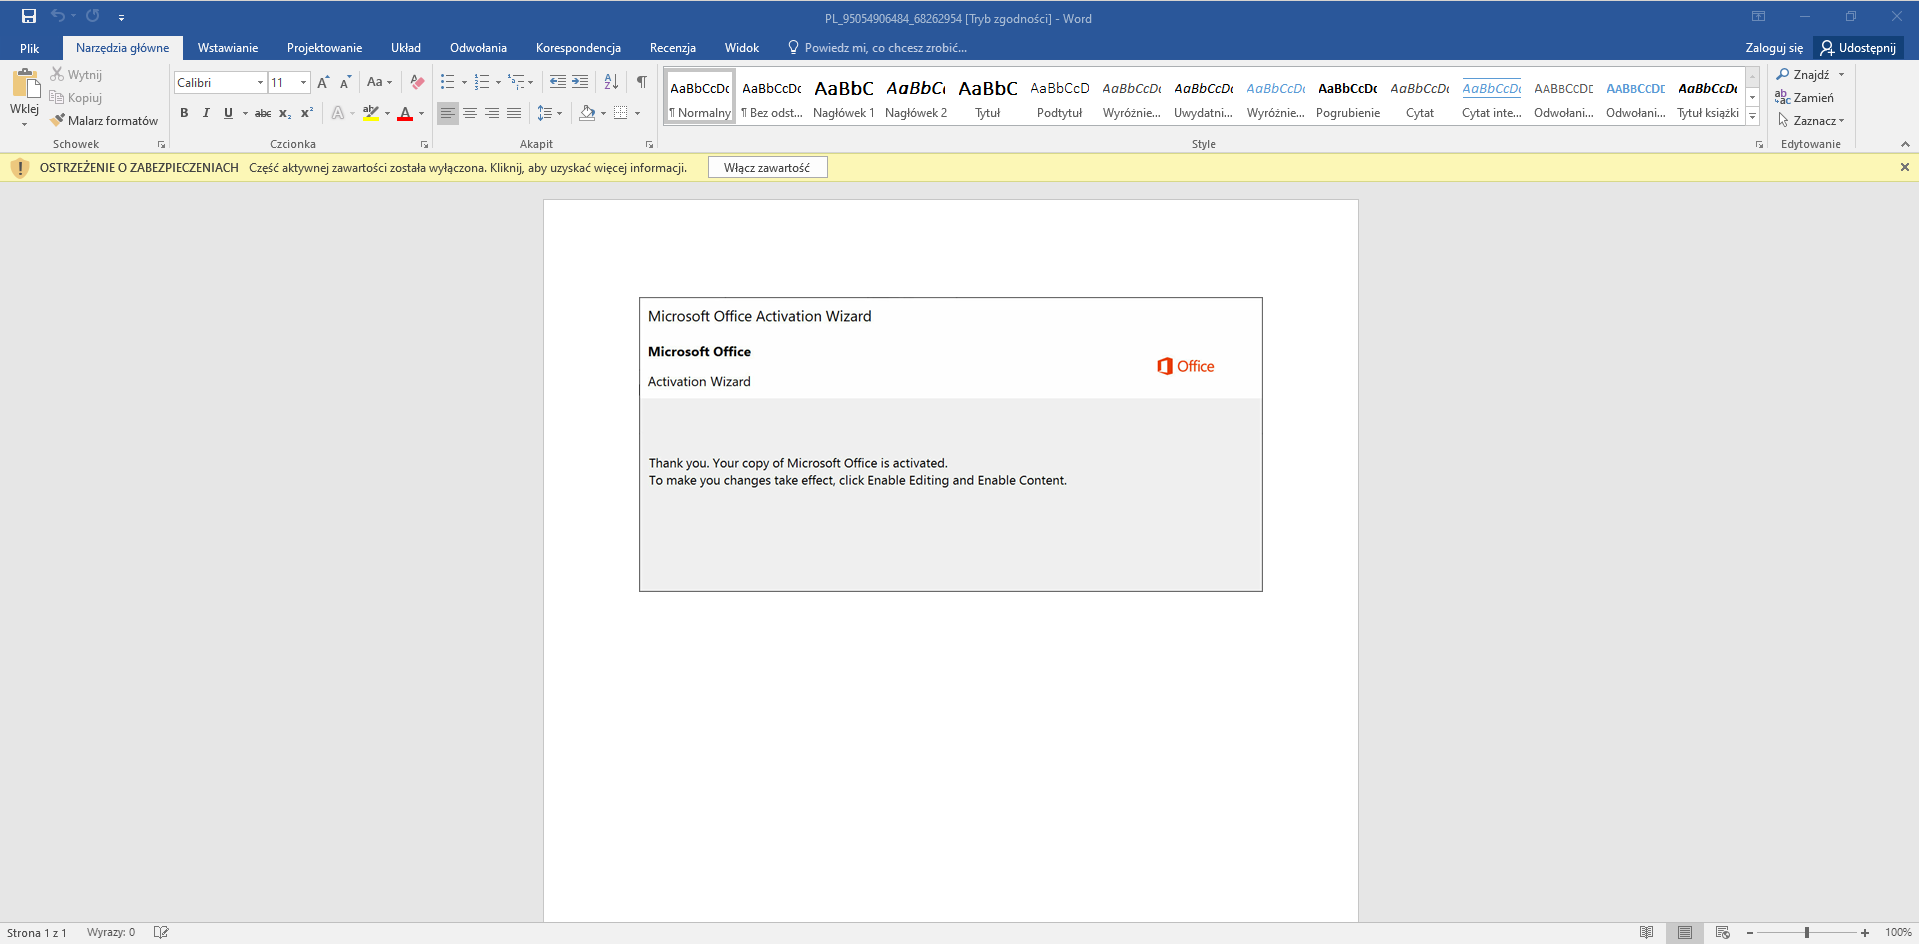 PL_95054906484_68262954 [Tryb zgodności] - Word
Plik Narzędzia główne Wstawianie Projektowanie Układ Odwołania Korespondencja Recenzja Widok Powiedz mi, co chcesz zrobić... Zaloguj się Udostępnij
Wklej
Wytnij
Kopiuj
Malarz formatów
Schowek
Calibri 11
Czcionka
Akapit
AaBbCcDc AaBbCcDc AaBbC AaBbCc AaBbC AaBbCcD AaBbCcDc AaBbCcDc AaBbCcDc AaBbCcDc AaBbCcDc AaBbCcDc AABBCCDE AABBCCDE AaBbCcDc
¶ Normalny ¶ Bez odst... Nagłówek 1 Nagłówek 2 Tytuł Podtytuł Wyróżnie... Uwydatni... Wyróżnie... Pogrubienie Cytat Cytat inte... Odwołani... Odwołani... Tytuł książki
Style
Znajdź
Zamień
Zaznacz
Edytowanie
OSTRZEŻENIE O ZABEZPIECZENIACH Część aktywnej zawartości została wyłączona. Kliknij, aby uzyskać więcej informacji. Włącz zawartość
Microsoft Office Activation Wizard
Microsoft Office
Activation Wizard
Office
Thank you. Your copy of Microsoft Office is activated.
To make you changes take effect, click Enable Editing and Enable Content.
Strona 1 z 1 Wyrazy: 0 100%